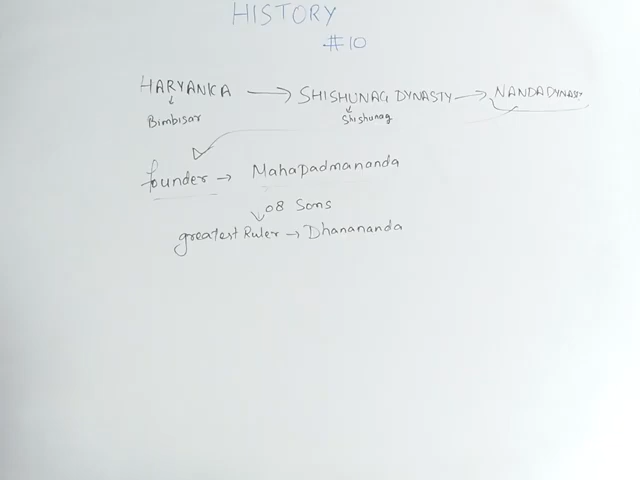 HISTORY
#10
HARYANKA → SHISHUNAG DYNASTY → NANDA DYNASTY
↓ ↓
Bimbisar Shishunag
founder → Mahapadmananda
08 Sons
greatest Ruler → Dhanananda